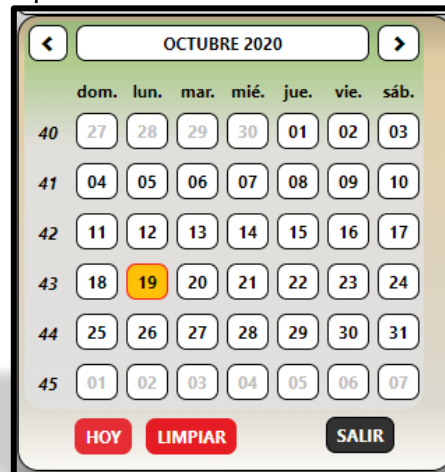 OCTUBRE 2020
dom. lun. mar. mié. jue. vie. sáb.
40 27 28 29 30 01 02 03
41 04 05 06 07 08 09 10
42 11 12 13 14 15 16 17
43 18 19 20 21 22 23 24
44 25 26 27 28 29 30 31
45 01 02 03 04 05 06 07
HOY LIMPIAR SALIR